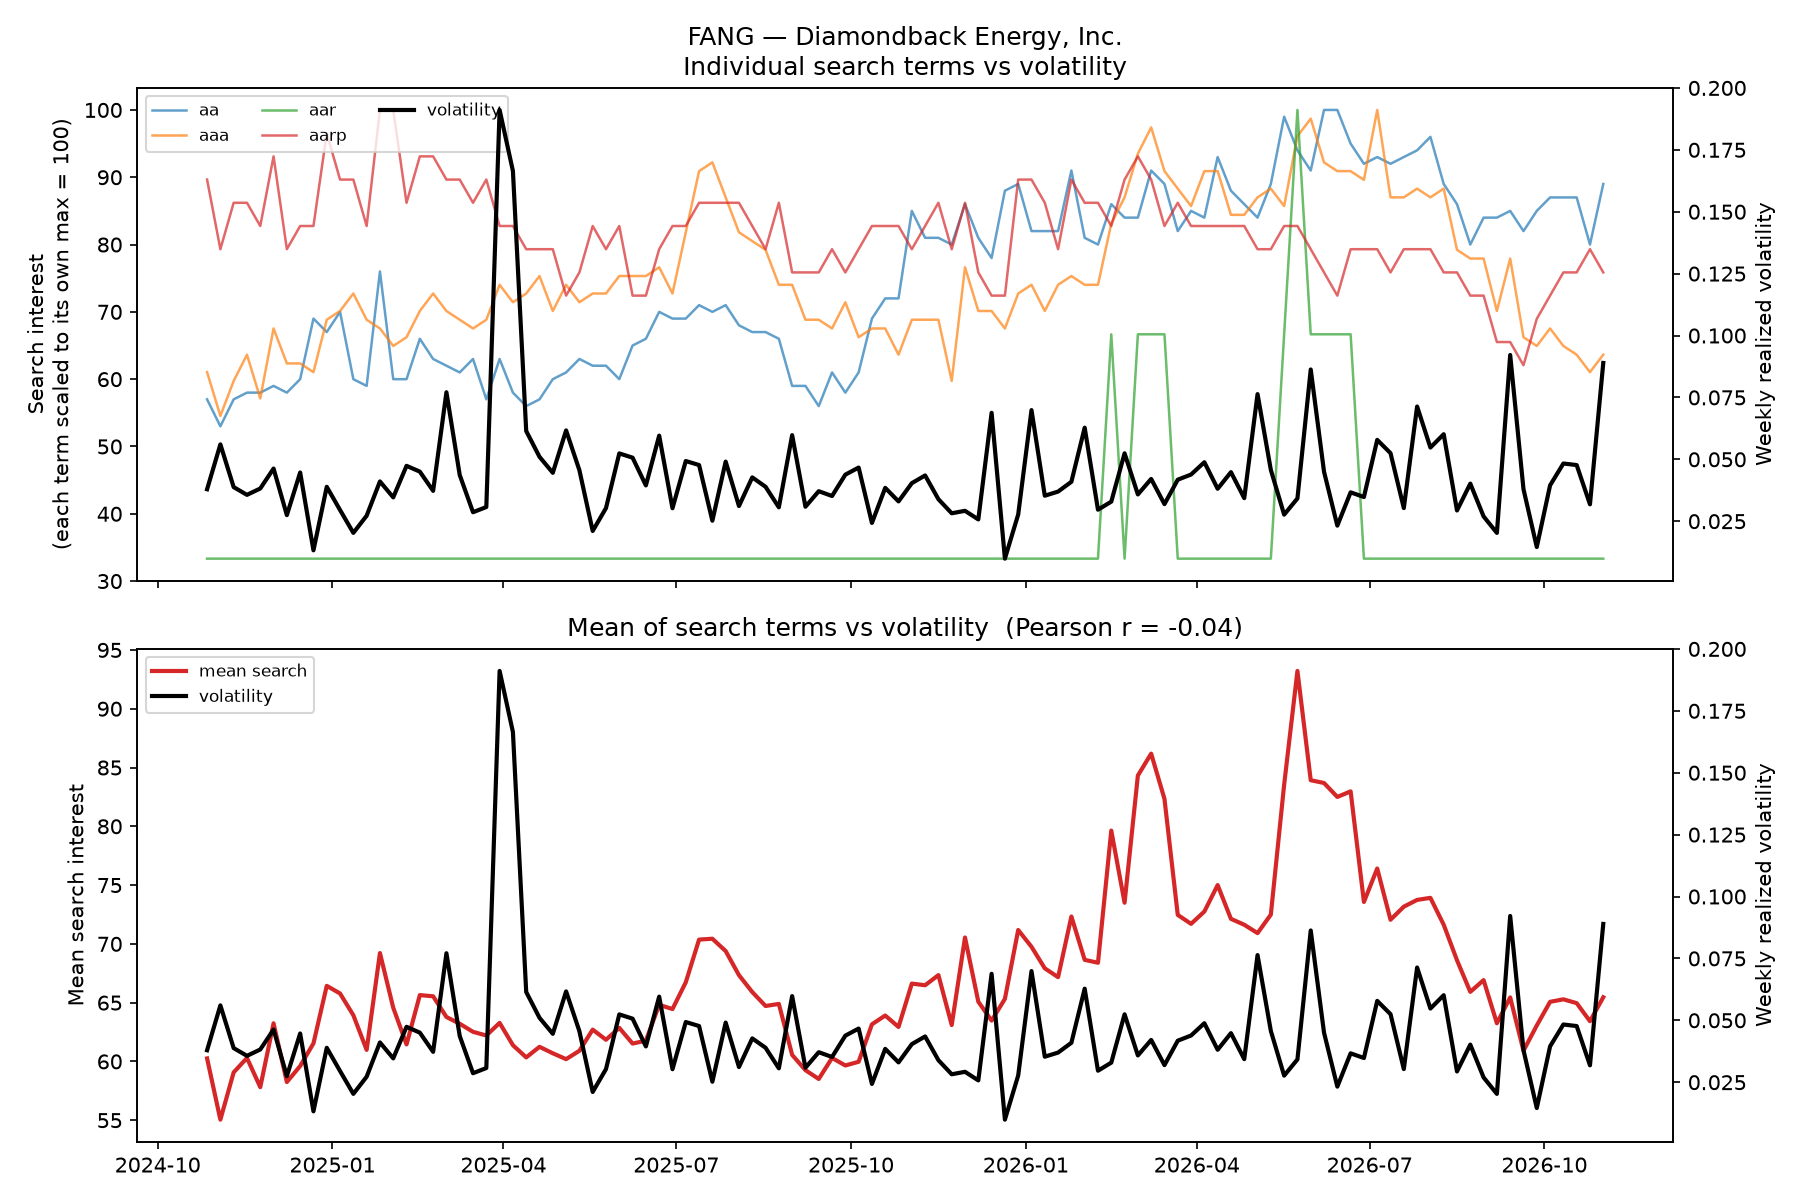 FANG — Diamondback Energy, Inc.
Individual search terms vs volatility
aa
aaa
aar
aarp
volatility
Search interest
(each term scaled to its own max = 100)
100
90
80
70
60
50
40
30
Weekly realized volatility
0.200
0.175
0.150
0.125
0.100
0.075
0.050
0.025
Mean of search terms vs volatility (Pearson r = -0.04)
mean search
volatility
Mean search interest
95
90
85
80
75
70
65
60
55
Weekly realized volatility
0.200
0.175
0.150
0.125
0.100
0.075
0.050
0.025
2024-10 2025-01 2025-04 2025-07 2025-10 2026-01 2026-04 2026-07 2026-10